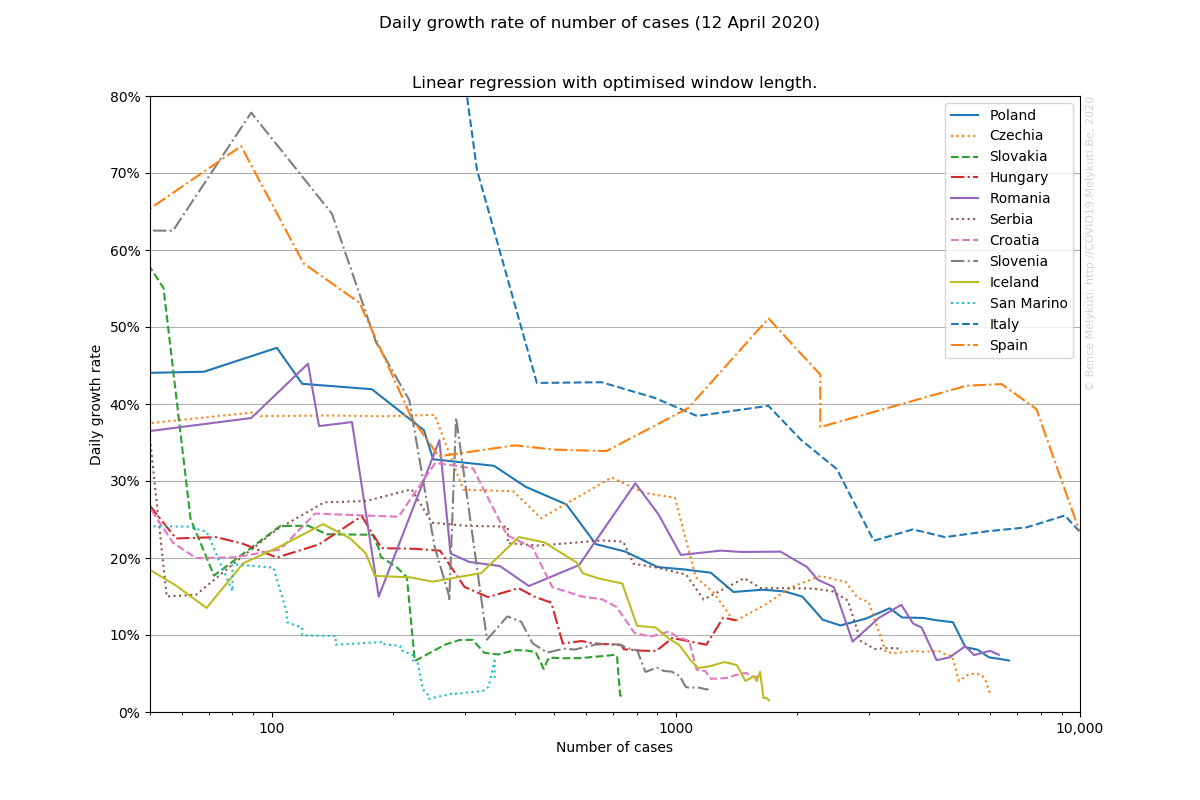 Daily growth rate of number of cases (12 April 2020)
Linear regression with optimised window length.
80%
70%
60%
50%
40%
30%
20%
10%
0%
Daily growth rate
100
1000
10,000
Number of cases
Poland
Czechia
Slovakia
Hungary
Romania
Serbia
Croatia
Slovenia
Iceland
San Marino
Italy
Spain
© Bence Mélykúti, http://COVID19.Melykuti.Be, 2020